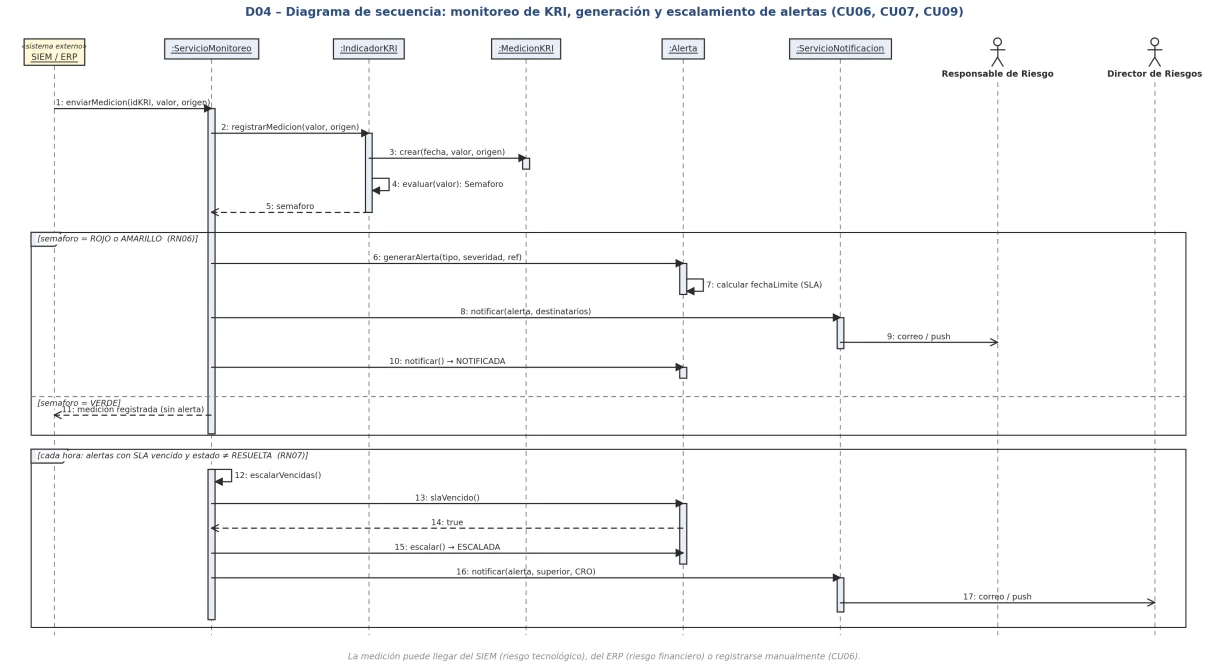 D04 – Diagrama de secuencia: monitoreo de KRI, generación y escalamiento de alertas (CU06, CU07, CU09)
«sistema externo»
SIEM / ERP
:ServicioMonitoreo
:IndicadorKRI
:MedicionKRI
:Alerta
:ServicioNotificacion
Responsable de Riesgo
Director de Riesgos
1: enviarMedicion(idKRI, valor, origen)
2: registrarMedicion(valor, origen)
3: crear(fecha, valor, origen)
4: evaluar(valor): Semaforo
5: semaforo
[semaforo = ROJO o AMARILLO (RN06)]
6: generarAlerta(tipo, severidad, ref)
7: calcular fechaLimite (SLA)
8: notificar(alerta, destinatarios)
9: correo / push
10: notificar() → NOTIFICADA
[semaforo = VERDE]
11: medición registrada (sin alerta)
[cada hora: alertas con SLA vencido y estado ≠ RESUELTA (RN07)]
12: escalarVencidas()
13: slaVencido()
14: true
15: escalar() → ESCALADA
16: notificar(alerta, superior, CRO)
17: correo / push
La medición puede llegar del SIEM (riesgo tecnológico), del ERP (riesgo financiero) o registrarse manualmente (CU06).